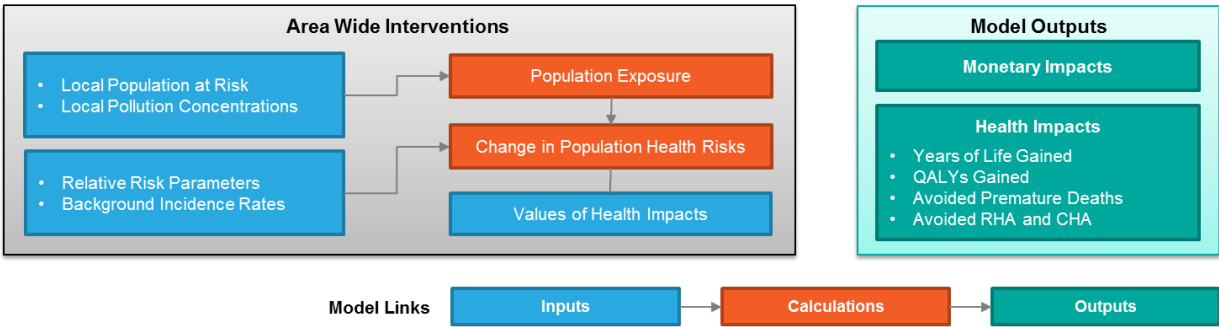 Area Wide Interventions
• Local Population at Risk
• Local Pollution Concentrations
• Relative Risk Parameters
• Background Incidence Rates
Population Exposure
Change in Population Health Risks
Values of Health Impacts
Model Outputs
Monetary Impacts
Health Impacts
• Years of Life Gained
• QALYs Gained
• Avoided Premature Deaths
• Avoided RHA and CHA
Model Links
Inputs
Calculations
Outputs